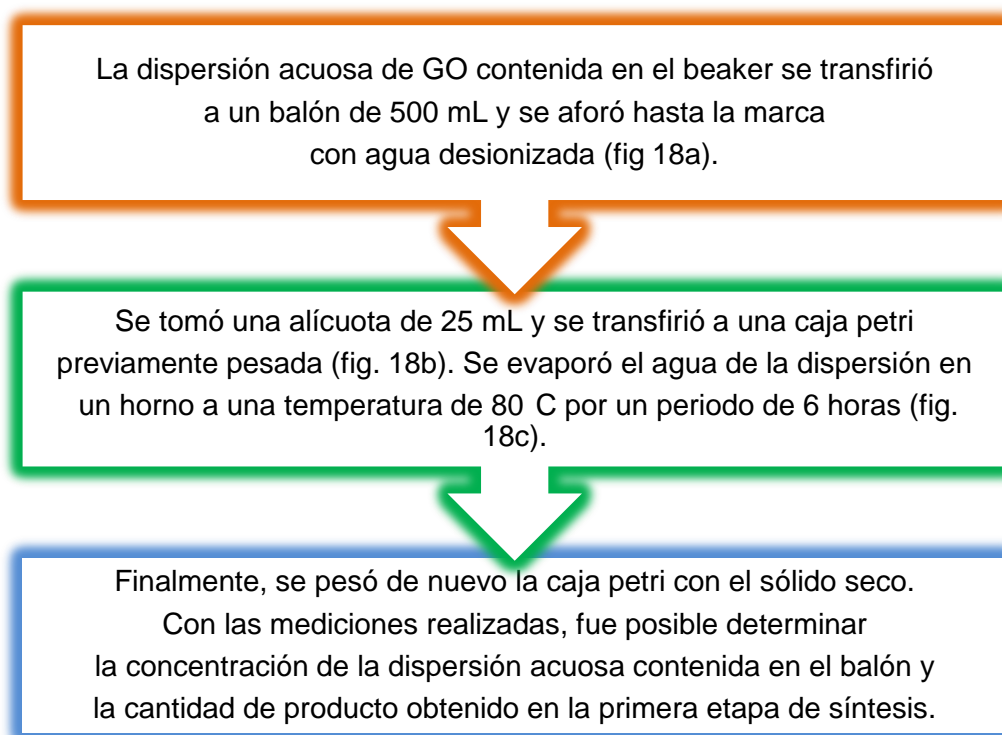 La dispersión acuosa de GO contenida en el beaker se transfirió
a un balón de 500 mL y se aforó hasta la marca
con agua desionizada (fig 18a).
Se tomó una alícuota de 25 mL y se transfirió a una caja petri
previamente pesada (fig. 18b). Se evaporó el agua de la dispersión en
un horno a una temperatura de 80 C por un periodo de 6 horas (fig.
18c).
Finalmente, se pesó de nuevo la caja petri con el sólido seco.
Con las mediciones realizadas, fue posible determinar
la concentración de la dispersión acuosa contenida en el balón y
la cantidad de producto obtenido en la primera etapa de síntesis.